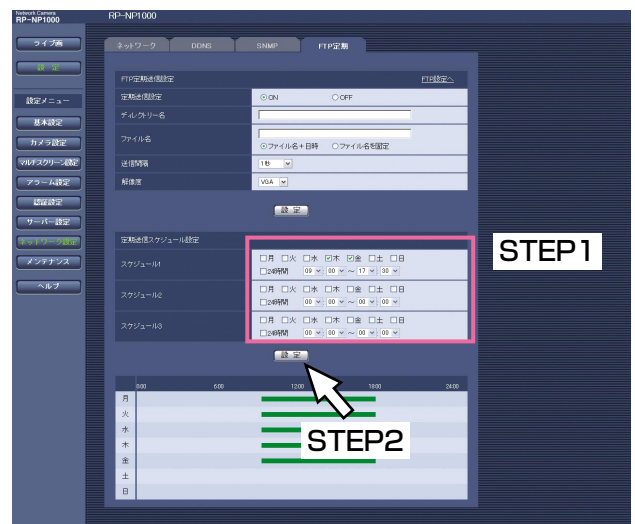 Network Camera
RP-NP1000
RP-NP1000
ライブ画
設 定
設定メニュー
基本設定
カメラ設定
マルチスクリーン設定
アラーム設定
認証設定
サーバー設定
ネットワーク設定
メンテナンス
ヘルプ
ネットワーク DDNS SNMP FTP定期
FTP定期送信設定 FTP設定へ
定期送信設定 ON OFF
ディレクトリー名
ファイル名
ファイル名+日時 ファイル名を固定
送信間隔 1秒
解像度 VGA
設 定
定期送信スケジュール設定
スケジュール1 月 火 水 木 金 土 日
24時間 09 : 00 ~ 17 : 30
スケジュール2 月 火 水 木 金 土 日
24時間 00 : 00 ~ 00 : 00
スケジュール3 月 火 水 木 金 土 日
24時間 00 : 00 ~ 00 : 00
STEP1
設 定
STEP2
0:00 6:00 12:00 18:00 24:00
月
火
水
木
金
土
日